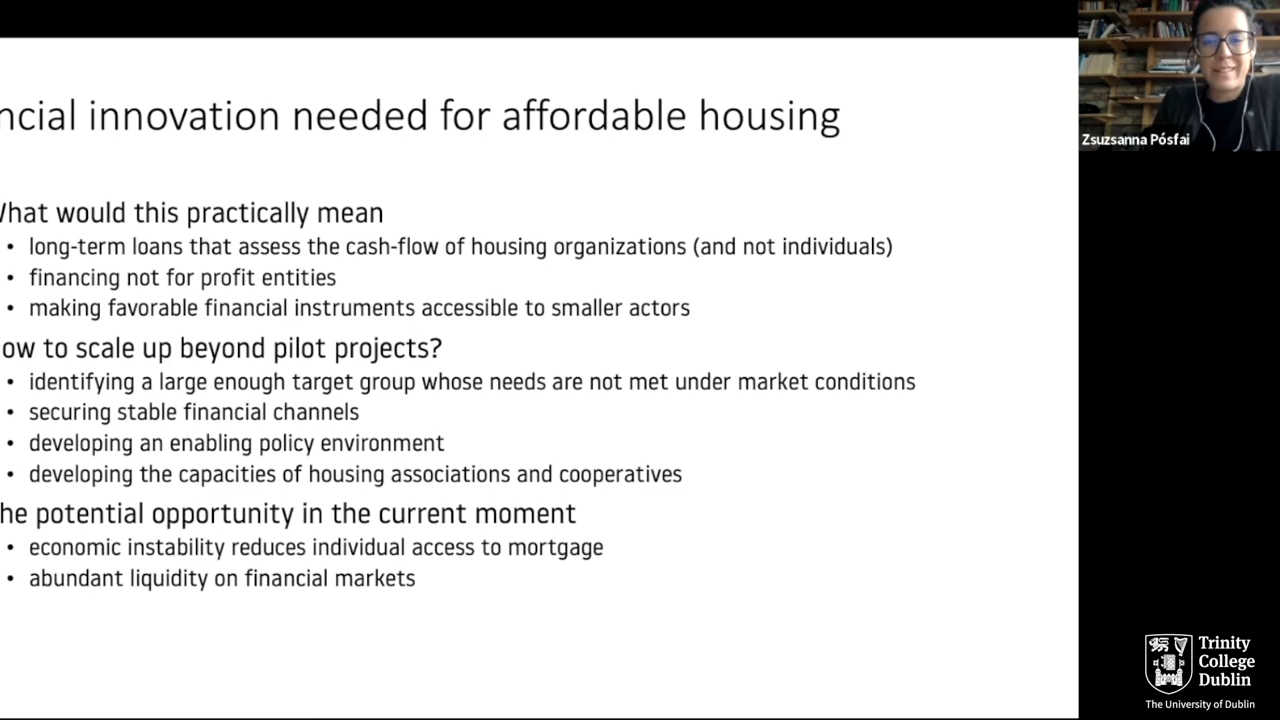 ncial innovation needed for affordable housing
Zsuzsanna Pósfai
What would this practically mean
• long-term loans that assess the cash-flow of housing organizations (and not individuals)
• financing not for profit entities
• making favorable financial instruments accessible to smaller actors
ow to scale up beyond pilot projects?
• identifying a large enough target group whose needs are not met under market conditions
• securing stable financial channels
• developing an enabling policy environment
• developing the capacities of housing associations and cooperatives
he potential opportunity in the current moment
• economic instability reduces individual access to mortgage
• abundant liquidity on financial markets
Trinity
College
Dublin
The University of Dublin